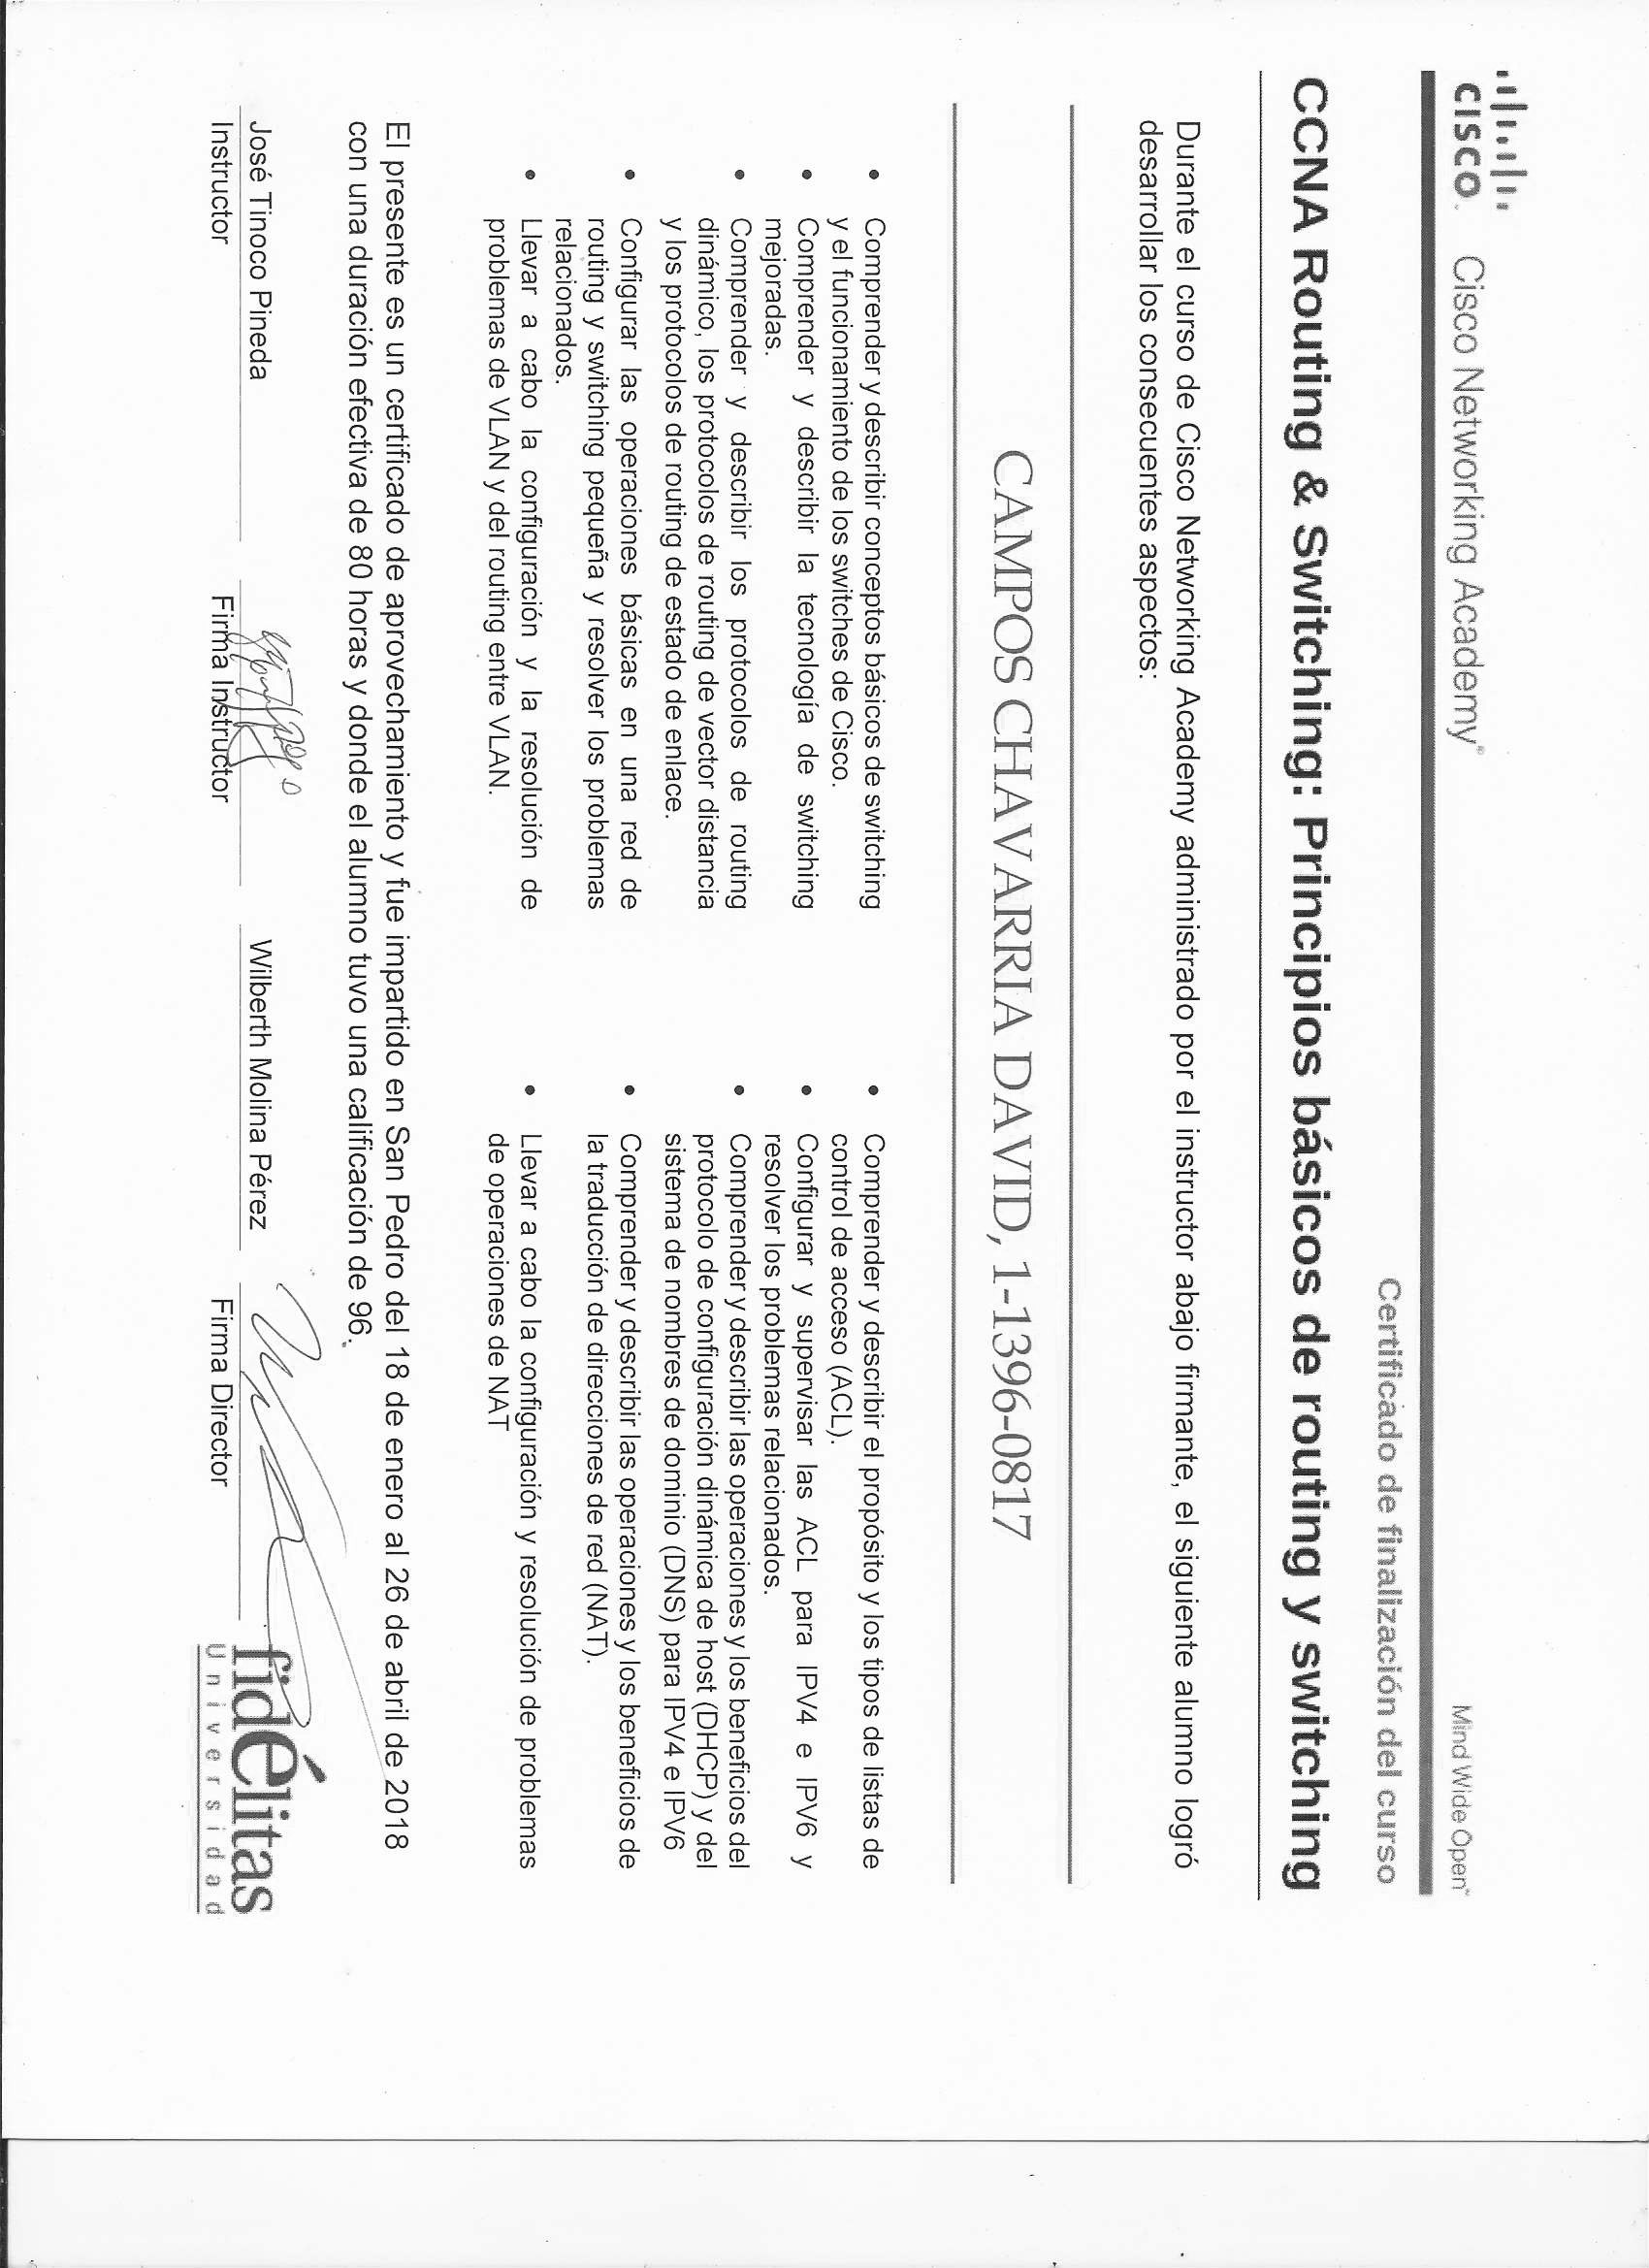 CISCO. Cisco Networking Academy® Mind Wide Open™
Certificado de finalización del curso
CCNA Routing & Switching: Principios básicos de routing y switching
Durante el curso de Cisco Networking Academy administrado por el instructor abajo firmante, el siguiente alumno logró
desarrollar los consecuentes aspectos:
CAMPOS CHAVARRIA DAVID, 1-1396-0817
• Comprender y describir conceptos básicos de switching
y el funcionamiento de los switches de Cisco.
• Comprender y describir la tecnología de switching
mejoradas.
• Comprender y describir los protocolos de routing
dinámico, los protocolos de routing de vector distancia
y los protocolos de routing de estado de enlace.
• Configurar las operaciones básicas en una red de
routing y switching pequeña y resolver los problemas
relacionados.
• Llevar a cabo la configuración y la resolución de
problemas de VLAN y del routing entre VLAN.
• Comprender y describir el propósito y los tipos de listas de
control de acceso (ACL).
• Configurar y supervisar las ACL para IPV4 e IPV6 y
resolver los problemas relacionados.
• Comprender y describir las operaciones y los beneficios del
protocolo de configuración dinámica de host (DHCP) y del
sistema de nombres de dominio (DNS) para IPV4 e IPV6
• Comprender y describir las operaciones y los beneficios de
la traducción de direcciones de red (NAT).
• Llevar a cabo la configuración y resolución de problemas
de operaciones de NAT
El presente es un certificado de aprovechamiento y fue impartido en San Pedro del 18 de enero al 26 de abril de 2018
con una duración efectiva de 80 horas y donde el alumno tuvo una calificación de 96.
José Tinoco Pineda
Instructor
Firma Instructor
Wilberth Molina Pérez
Firma Director
fidélitas
Universidad